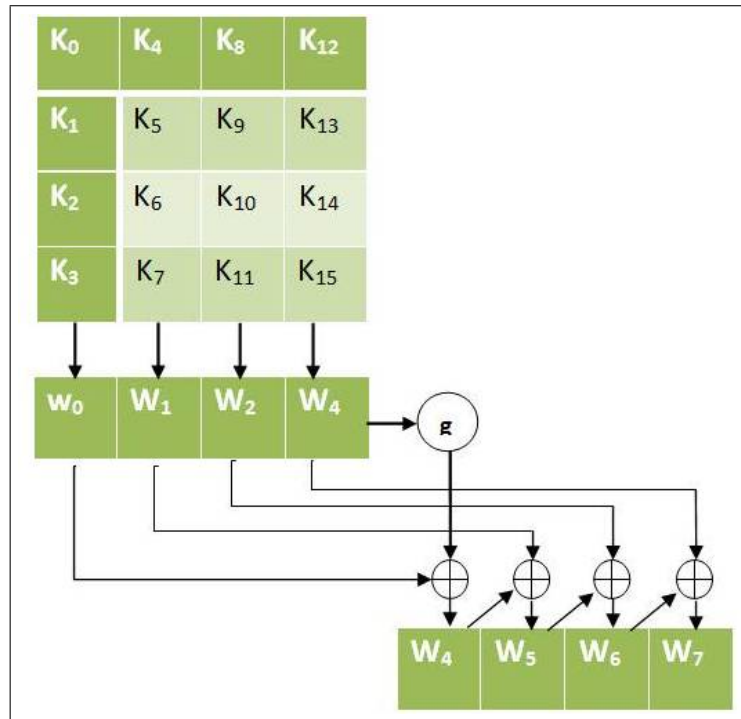 K₀ K₄ K₈ K₁₂
K₁ K₅ K₉ K₁₃
K₂ K₆ K₁₀ K₁₄
K₃ K₇ K₁₁ K₁₅
w₀ W₁ W₂ W₄
g
W₄ W₅ W₆ W₇